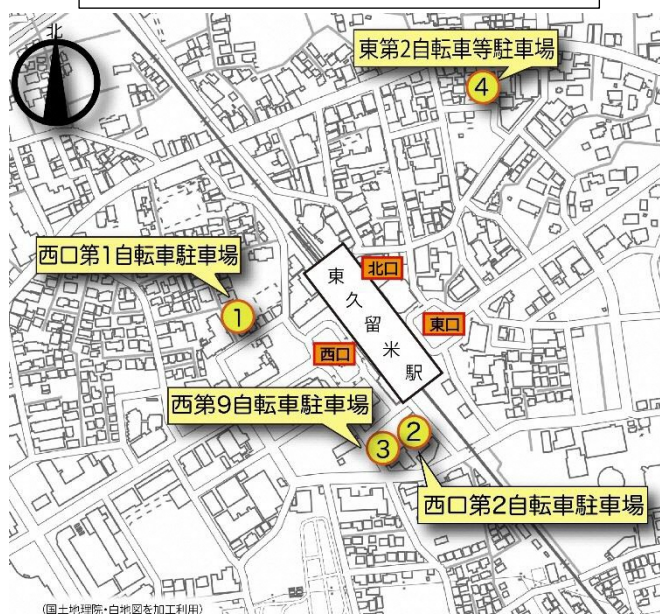 北
東第2自転車等駐車場
4
西口第1自転車駐車場
1
北口
東久留米駅
東口
西口
西第9自転車駐車場
3
2
西口第2自転車駐車場
(国土地理院・白地図を加工利用)